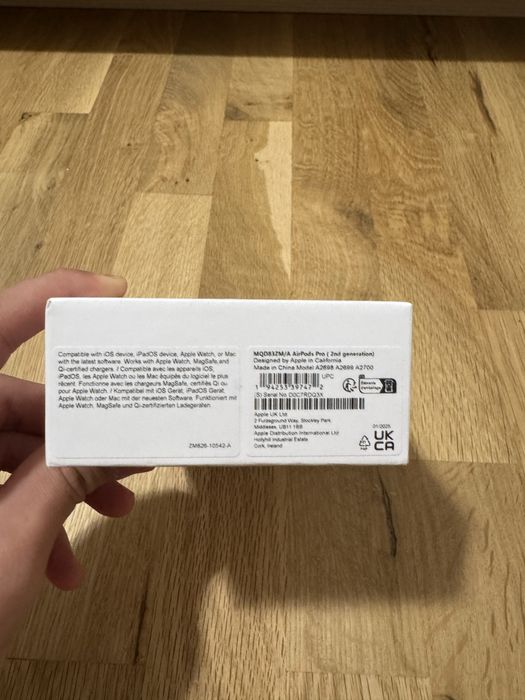 Compatible with iOS device, iPadOS device, Apple Watch, or Mac
with the latest software. Works with Apple Watch, MagSafe,and
Qi-certified chargers. / Compatible avec les appareils iOS,
iPadOS, les Apple Watch ou les Mac équipés du logiciel le plus
récent. Fonctionne avec les chargeurs MagSafe, certifiés Qi ou
pour Apple Watch. / Kompatibel mit iOS Gerät, iPadOS Gerät,
Apple Watch oder Mac mit der neuesten Software. Funktioniert mit
Apple Watch, MagSafe und Qi-zertifizierten Ladegeräten.
ZM626-10542-A
MQD83ZM/A AirPods Pro ( 2nd generation)
Designed by Apple in California
Made in China Model A2698 A2699 A2700
UPC
1 94253 39747 2
(S) Serial No.
Apple UK Ltd.
2 Furzeground Way, Stockley Park,
Middlesex, UB11 1BB
Apple Distribution International Ltd
Hollyhill Industrial Estate
Cork, Ireland
01/2025
UK
CA